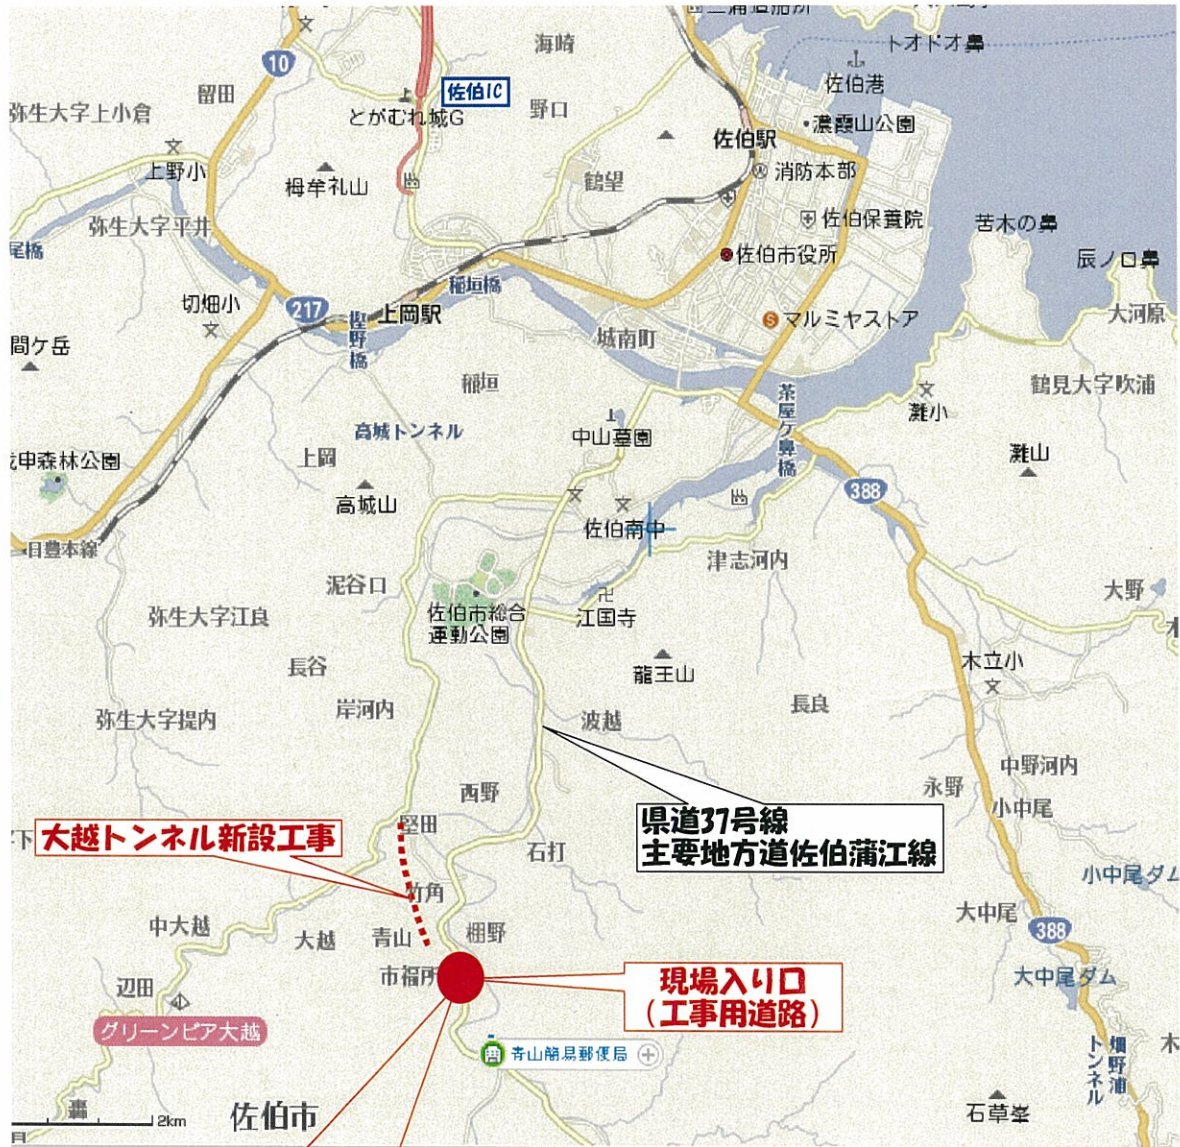 海崎
トオドオ鼻
10
佐伯IC
佐伯港
留田
とがむれ城G
野口
弥生大字上小倉
濃霞山公園
佐伯駅
上野小
消防本部
栂牟礼山
鶴望
佐伯保養院
弥生大字平井
苫木の鼻
尾橋
佐伯市役所
辰ノ口鼻
稲垣橋
切畑小
217
上岡駅
マルミヤストア
大河原
樫野橋
間ケ岳
城南町
稲垣
鶴見大字吹浦
茶屋ケ鼻橋
灘小
高城トンネル
中山墓園
上岡
灘山
森林公園
高城山
388
佐伯南中
日豊本線
津志河内
泥谷口
大野
弥生大字江良
佐伯市総合
運動公園
江国寺
長谷
龍王山
木立小
岸河内
長良
弥生大字提内
波越
中野河内
西野
永野
小中尾
県道37号線
主要地方道佐伯蒲江線
堅田
大越トンネル新設工事
石打
小中尾ダム
竹角
大中尾
中大越
大越
青山
棚野
388
市福所
現場入り口
（工事用道路）
大中尾ダム
辺田
グリーンピア大越
青山簡易郵便局
畑野浦
トンネル
木
轟
2km
佐伯市
石草峯